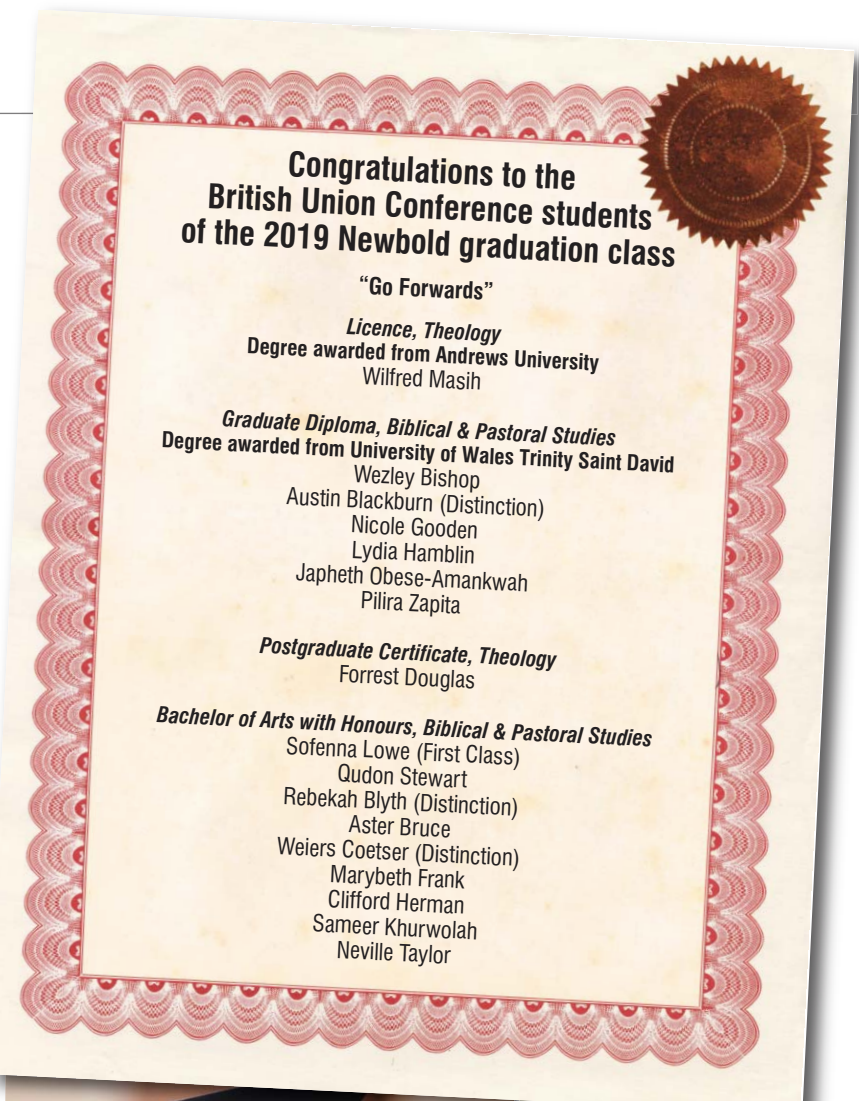 Congratulations to the
British Union Conference students
of the 2019 Newbold graduation class
“Go Forwards”
Licence, Theology
Degree awarded from Andrews University
Wilfred Masih
Graduate Diploma, Biblical & Pastoral Studies
Degree awarded from University of Wales Trinity Saint David
Wezley Bishop
Austin Blackburn (Distinction)
Nicole Gooden
Lydia Hamblin
Japheth Obese-Amankwah
Pilira Zapita
Postgraduate Certificate, Theology
Forrest Douglas
Bachelor of Arts with Honours, Biblical & Pastoral Studies
Sofenna Lowe (First Class)
Qudon Stewart
Rebekah Blyth (Distinction)
Aster Bruce
Weiers Coetser (Distinction)
Marybeth Frank
Clifford Herman
Sameer Khurwolah
Neville Taylor